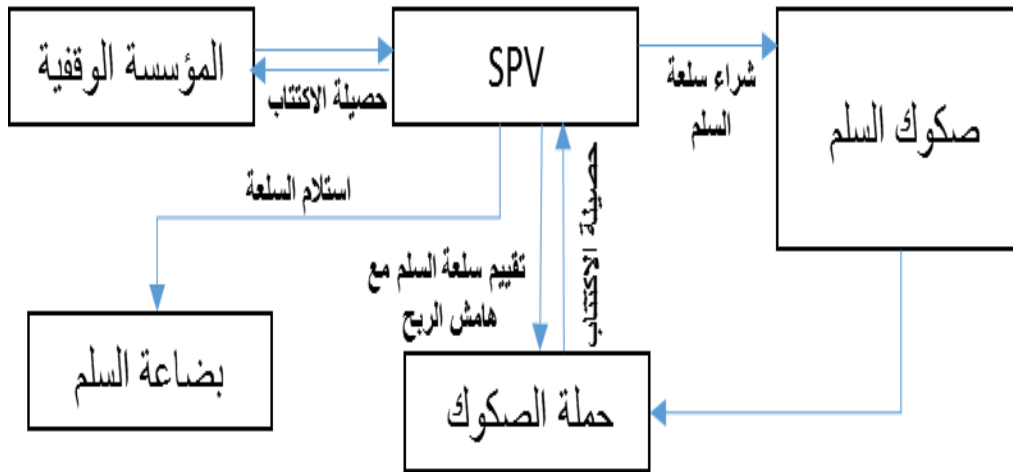 المؤسسة الوقفية
SPV
صكوك السلم
حصيلة الاكتتاب
شراء سلعة
السلم
استلام السلعة
حصيلة الاكتتاب
تقييم سلعة السلم مع
هامش الربح
بضاعة السلم
حملة الصكوك